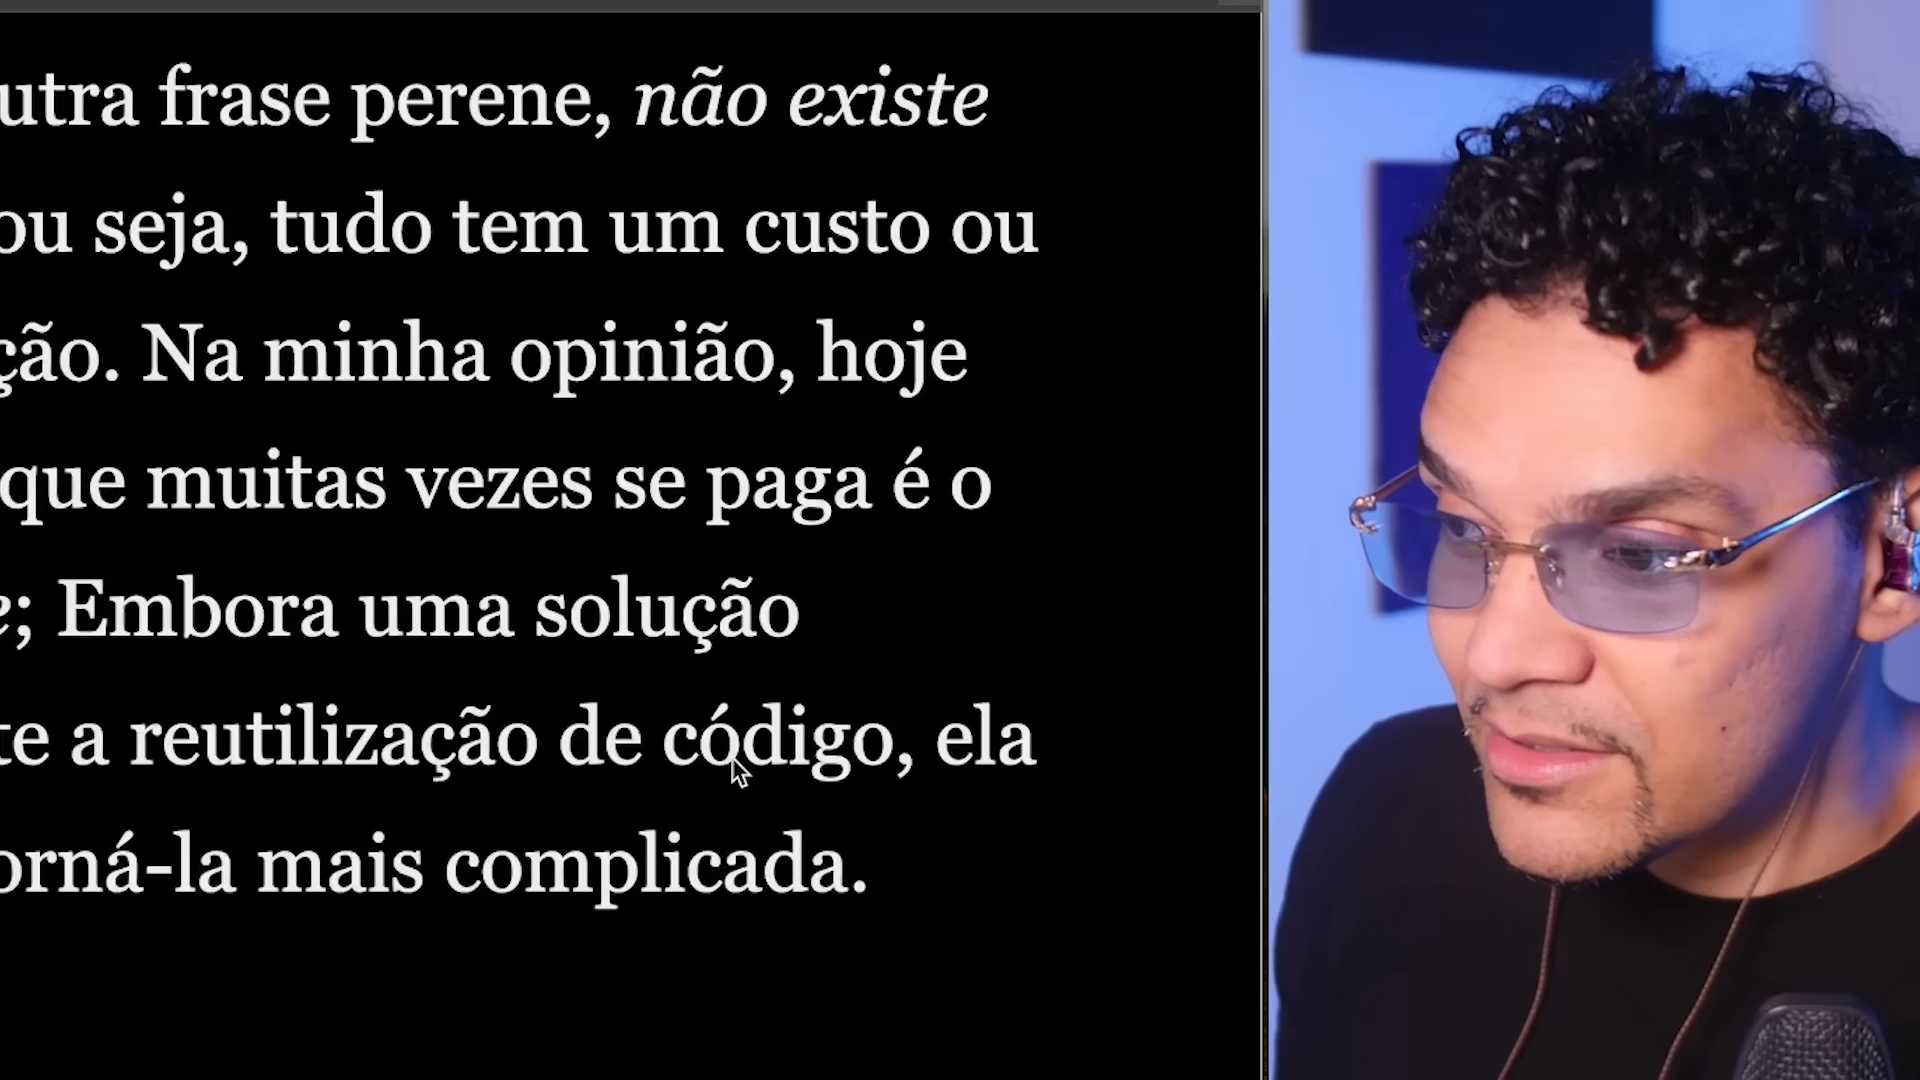 utra frase perene, não existe
ou seja, tudo tem um custo ou
ção. Na minha opinião, hoje
que muitas vezes se paga é o
e; Embora uma solução
te a reutilização de código, ela
orná-la mais complicada.